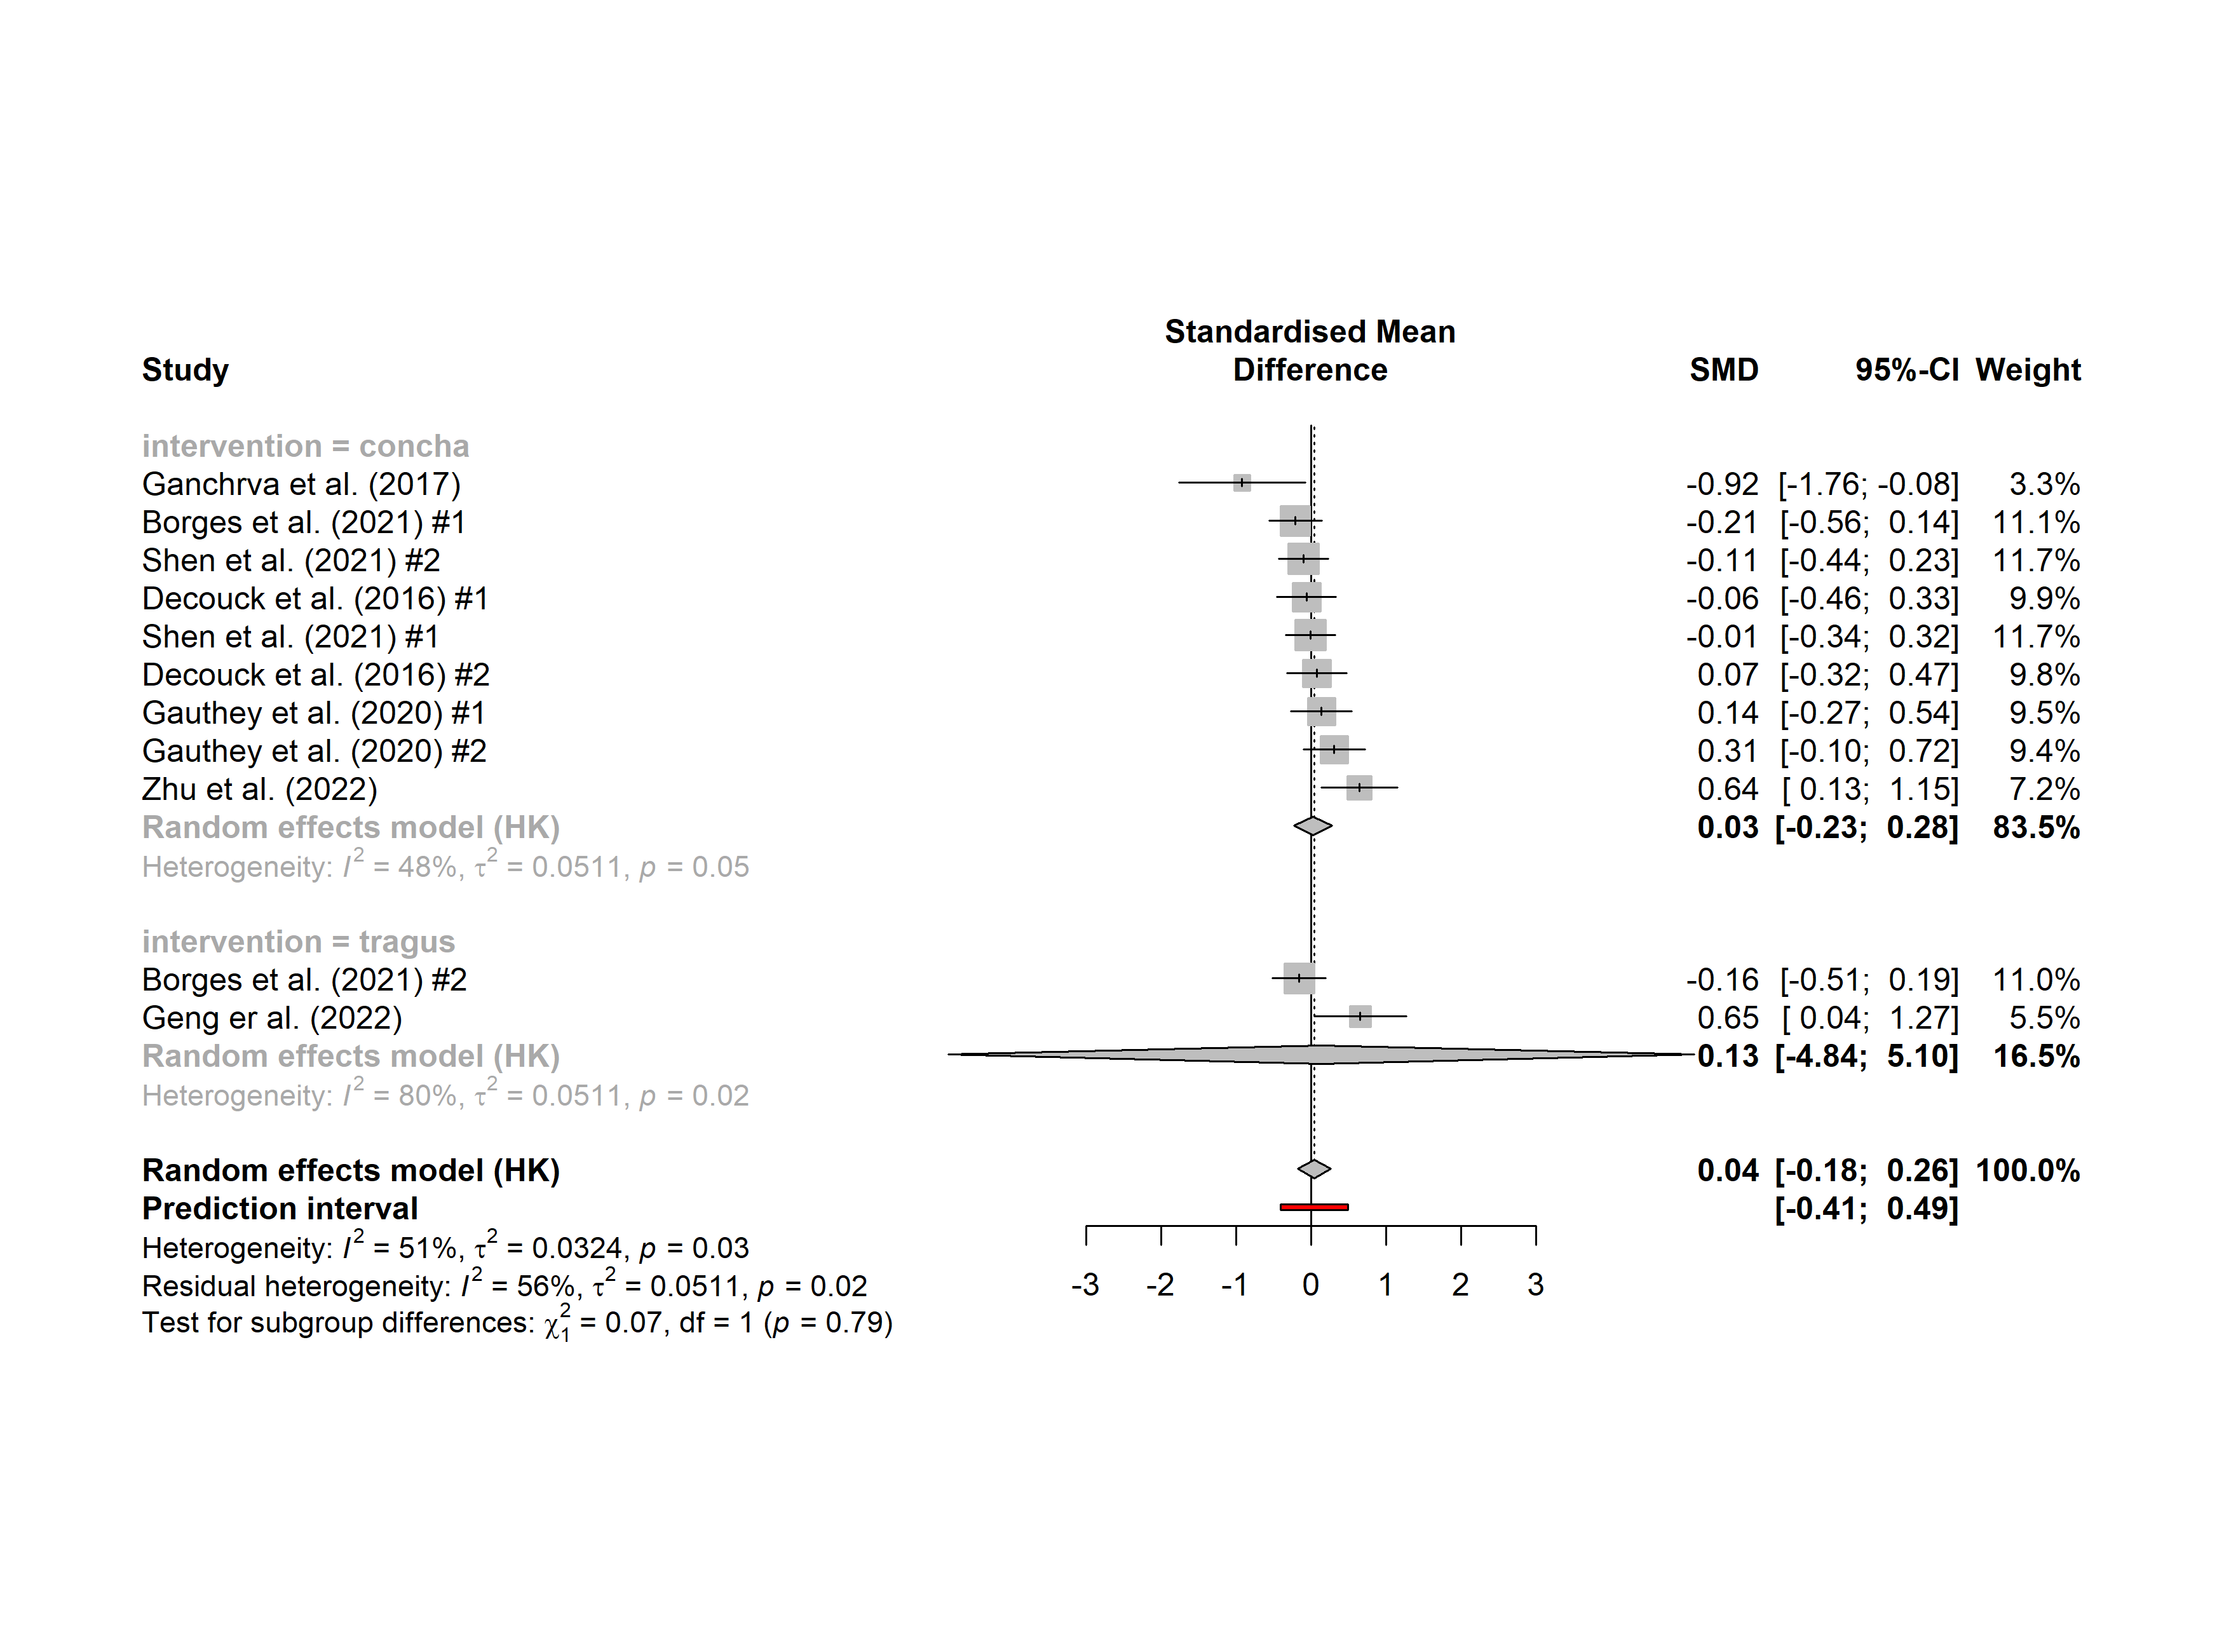 Standardised Mean
Study Difference SMD 95%-CI Weight
intervention = concha
Ganchrva et al. (2017) -0.92 [-1.76; -0.08] 3.3%
Borges et al. (2021) #1 -0.21 [-0.56; 0.14] 11.1%
Shen et al. (2021) #2 -0.11 [-0.44; 0.23] 11.7%
Decouck et al. (2016) #1 -0.06 [-0.46; 0.33] 9.9%
Shen et al. (2021) #1 -0.01 [-0.34; 0.32] 11.7%
Decouck et al. (2016) #2 0.07 [-0.32; 0.47] 9.8%
Gauthey et al. (2020) #1 0.14 [-0.27; 0.54] 9.5%
Gauthey et al. (2020) #2 0.31 [-0.10; 0.72] 9.4%
Zhu et al. (2022) 0.64 [ 0.13; 1.15] 7.2%
Random effects model (HK) 0.03 [-0.23; 0.28] 83.5%
Heterogeneity: I² = 48%, τ² = 0.0511, p = 0.05
intervention = tragus
Borges et al. (2021) #2 -0.16 [-0.51; 0.19] 11.0%
Geng er al. (2022) 0.65 [ 0.04; 1.27] 5.5%
Random effects model (HK) 0.13 [-4.84; 5.10] 16.5%
Heterogeneity: I² = 80%, τ² = 0.0511, p = 0.02
Random effects model (HK) 0.04 [-0.18; 0.26] 100.0%
Prediction interval [-0.41; 0.49]
Heterogeneity: I² = 51%, τ² = 0.0324, p = 0.03
Residual heterogeneity: I² = 56%, τ² = 0.0511, p = 0.02
-3 -2 -1 0 1 2 3
Test for subgroup differences: χ²₁ = 0.07, df = 1 (p = 0.79)